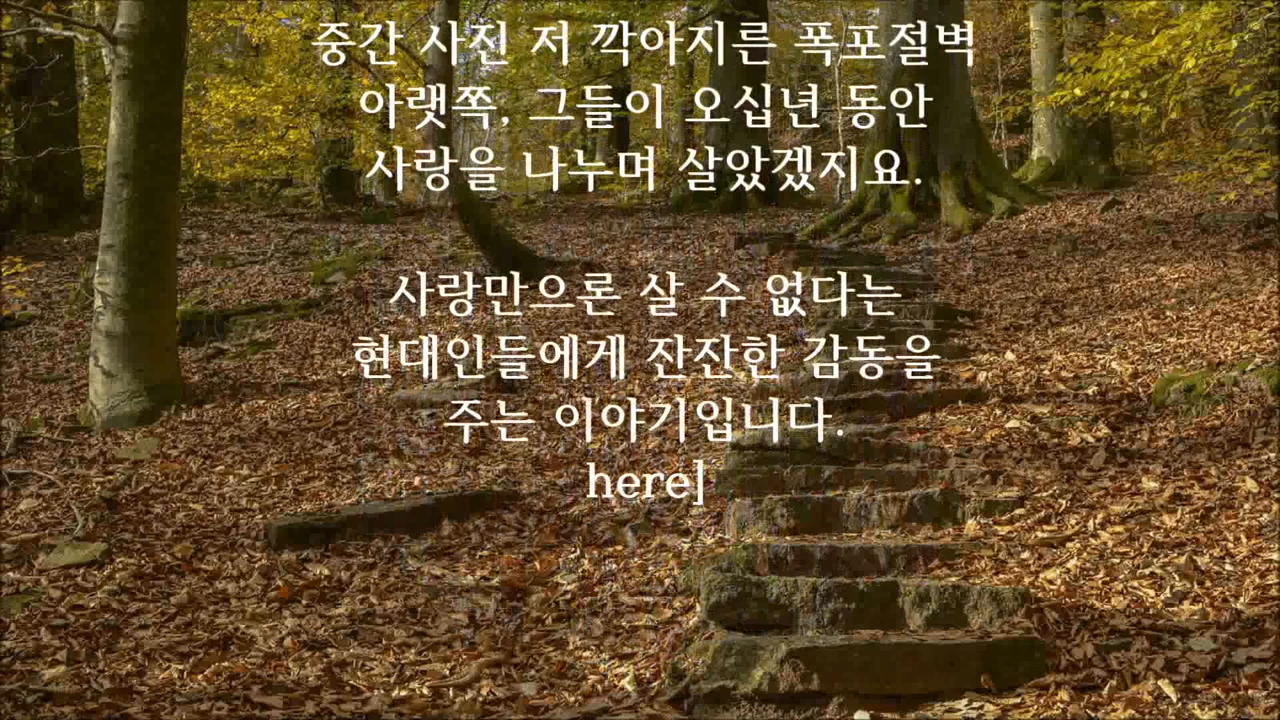 중간 사진 저 깍아지른 폭포절벽
아랫쪽, 그들이 오십년 동안
사랑을 나누며 살았겠지요.
사랑만으론 살 수 없다는
현대인들에게 잔잔한 감동을
주는 이야기입니다.
here]